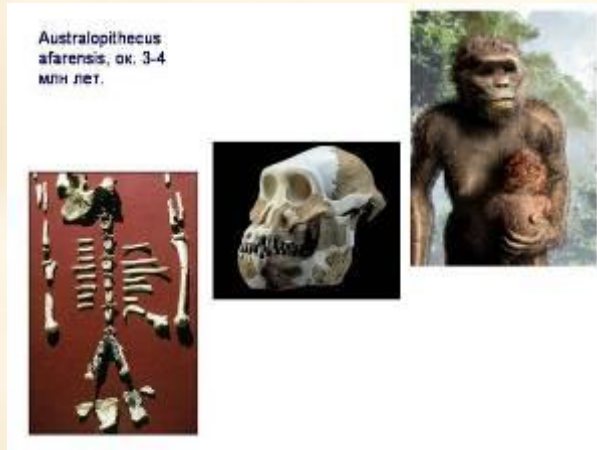 Australopithecus
afarensis, ок. 3-4
млн лет.